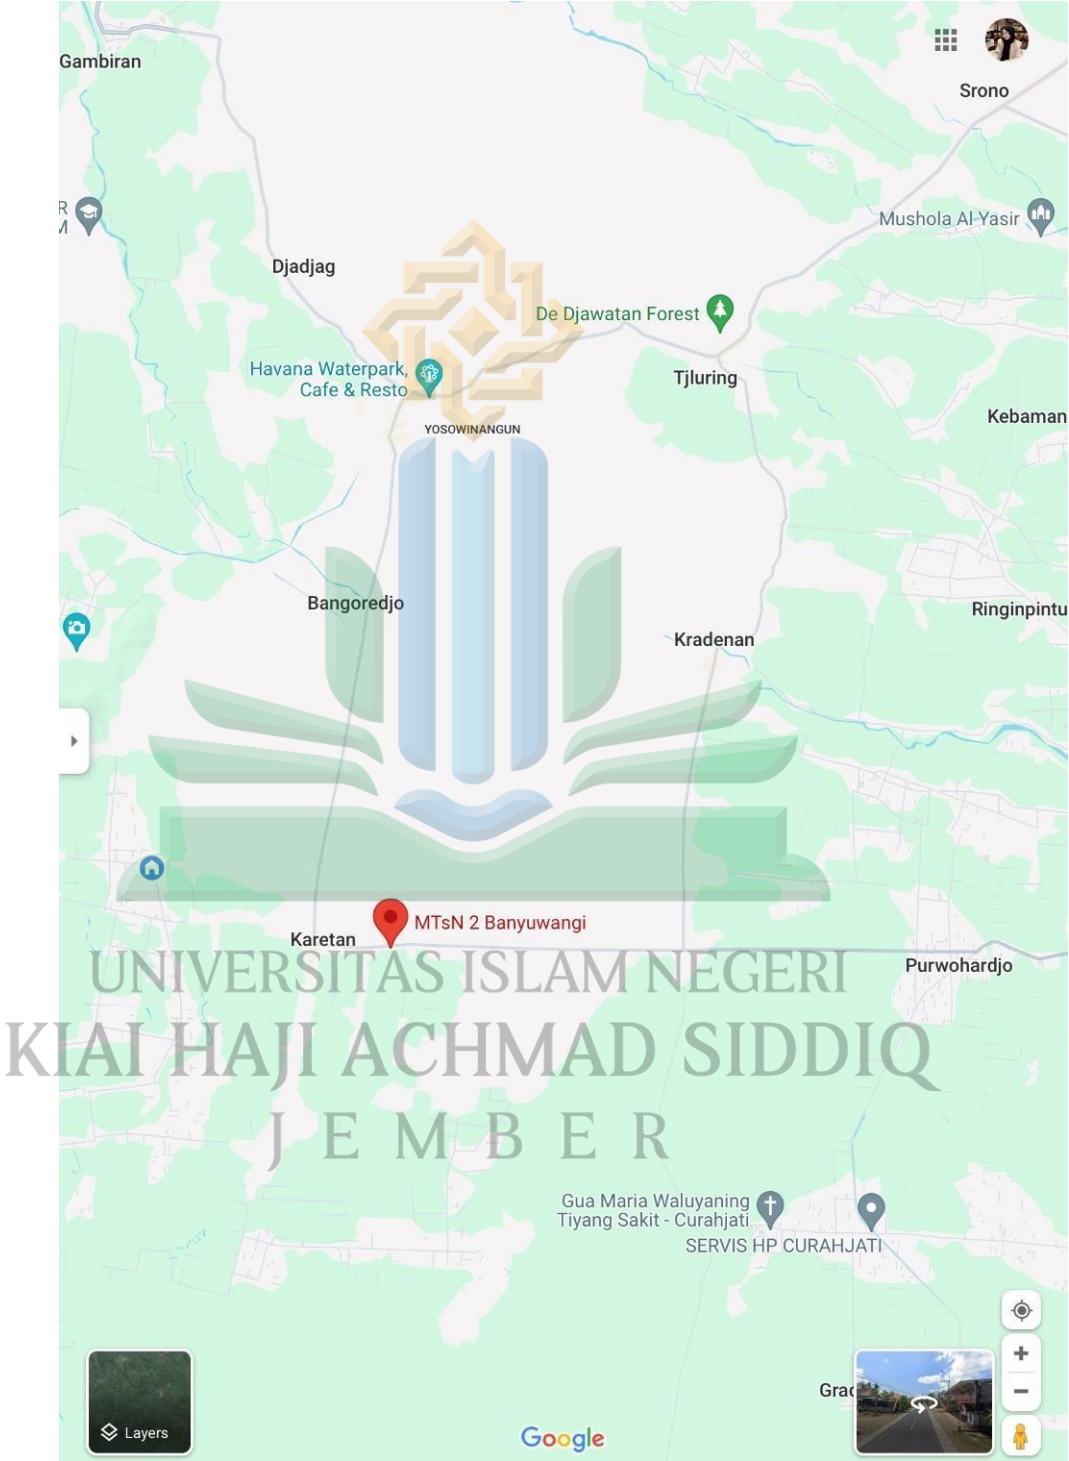 Gambiran
Srono
R
M
Mushola Al Yasir
Djadjag
De Djawatan Forest
Havana Waterpark,
Cafe & Resto
Tjluring
Kebaman
YOSOWINANGUN
Bangoredjo
Ringinpintu
Kradenan
MTsN 2 Banyuwangi
Karetan
Purwohardjo
UNIVERSITAS ISLAM NEGERI
KIAI HAJI ACHMAD SIDDIQ
JEMBER
Gua Maria Waluyaning
Tiyang Sakit - Curahjati
SERVIS HP CURAHJATI
Grac
Layers
Google